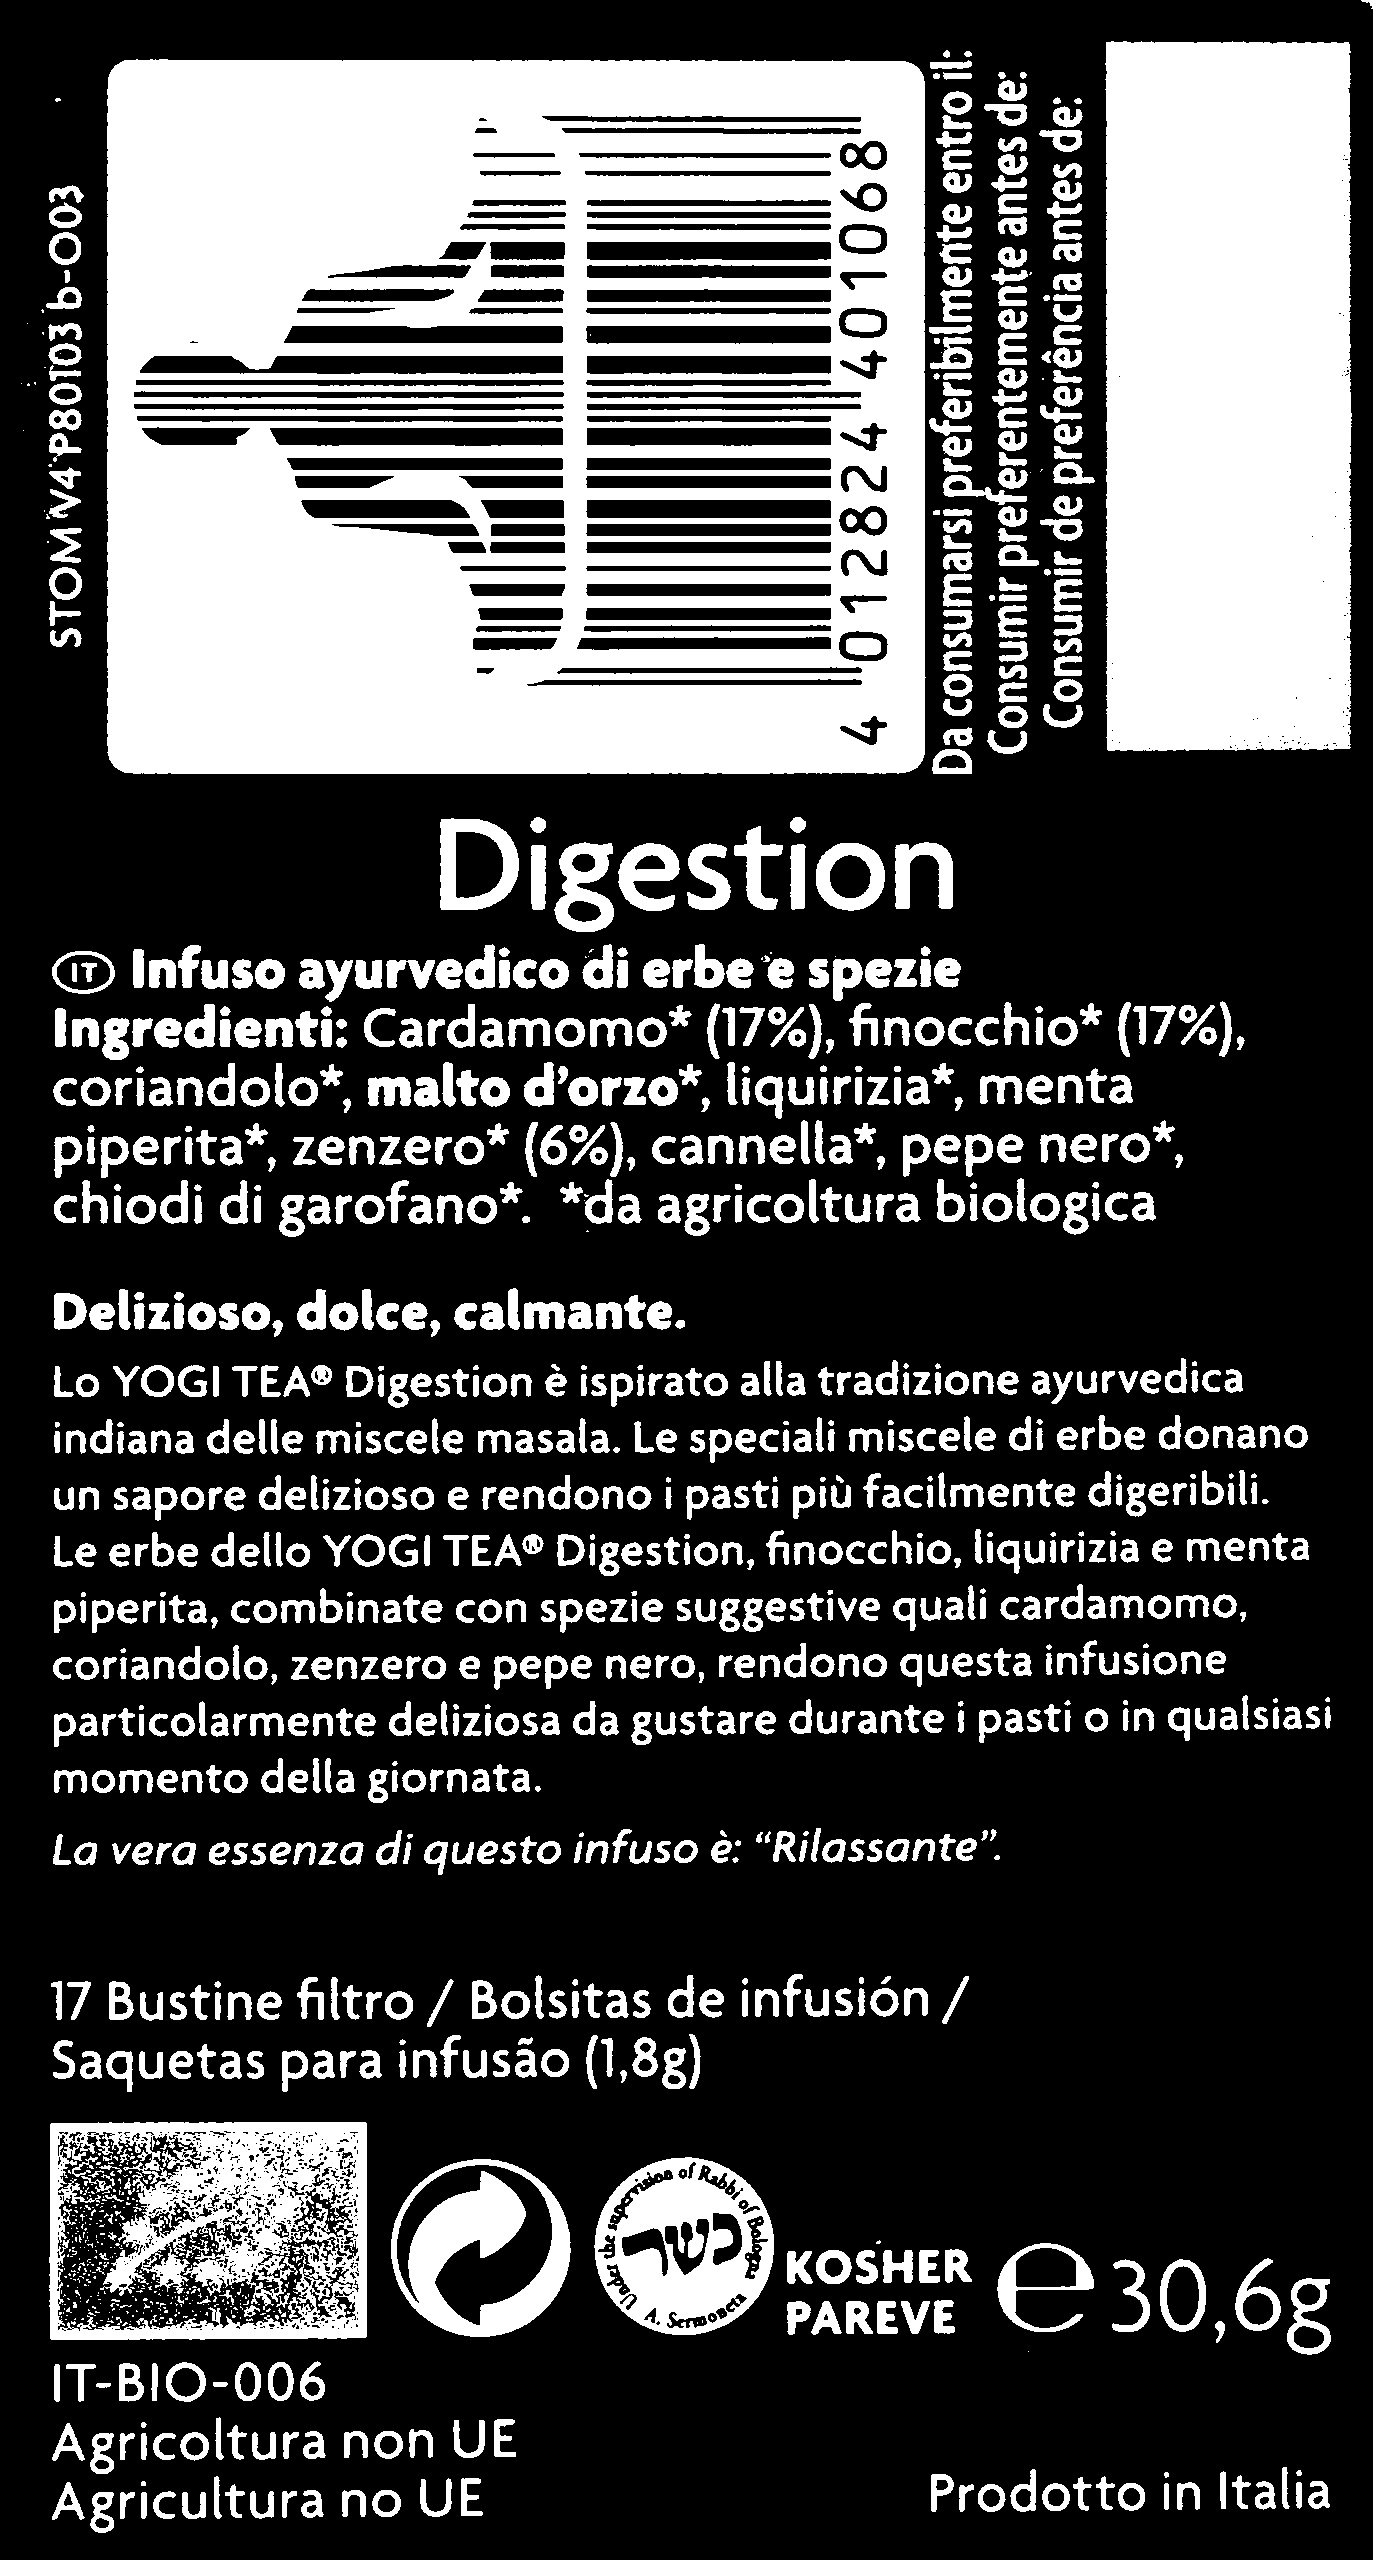 STOM V4 P80103 b-003
4 012824 401068
Da consumarsi preferibilmente entro il:
Consumir preferentemente antes de:
Consumir de preferência antes de:
Digestion
IT Infuso ayurvedico di erbe e spezie
Ingredienti: Cardamomo* (17%), finocchio* (17%),
coriandolo*, malto d'orzo*, liquirizia*, menta
piperita*, zenzero* (6%), cannella*, pepe nero*,
chiodi di garofano*. *da agricoltura biologica
Delizioso, dolce, calmante.
Lo YOGI TEA® Digestion è ispirato alla tradizione ayurvedica
indiana delle miscele masala. Le speciali miscele di erbe donano
un sapore delizioso e rendono i pasti più facilmente digeribili.
Le erbe dello YOGI TEA® Digestion, finocchio, liquirizia e menta
piperita, combinate con spezie suggestive quali cardamomo,
coriandolo, zenzero e pepe nero, rendono questa infusione
particolarmente deliziosa da gustare durante i pasti o in qualsiasi
momento della giornata.
La vera essenza di questo infuso è: “Rilassante”.
17 Bustine filtro / Bolsitas de infusión /
Saquetas para infusão (1,8g)
Under the supervision of Rabbi of Bologna
כשר
A. Sermoneta
KOSHER
PAREVE
e 30,6g
IT-BIO-006
Agricoltura non UE
Agricultura no UE
Prodotto in Italia